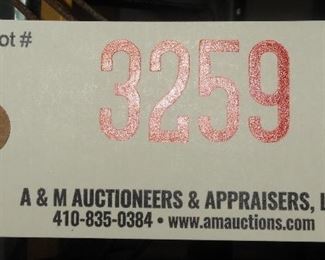 ot #
3259
A & M AUCTIONEERS & APPRAISERS, L
410-835-0384 • www.amauctions.com